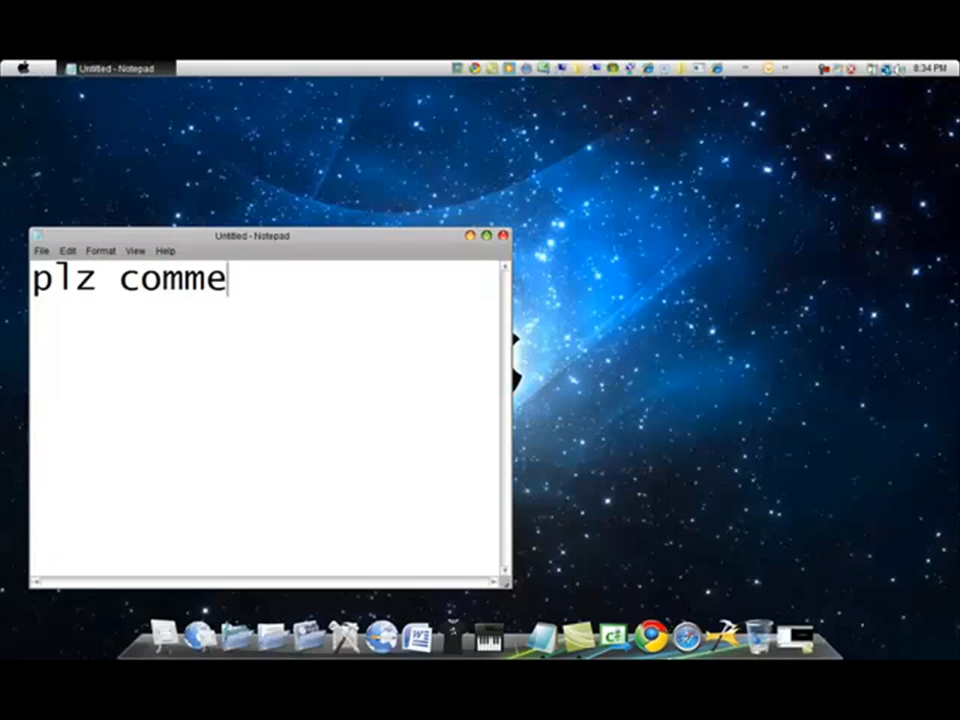 Untitled - Notepad
8:34 PM
Untitled - Notepad
File Edit Format View Help
plz comme
W
C#